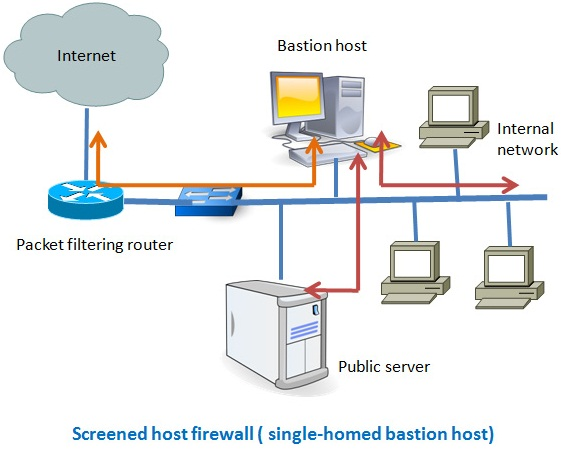 Bastion host
Internet
Internal
network
Packet filtering router
Public server
Screened host firewall ( single-homed bastion host)